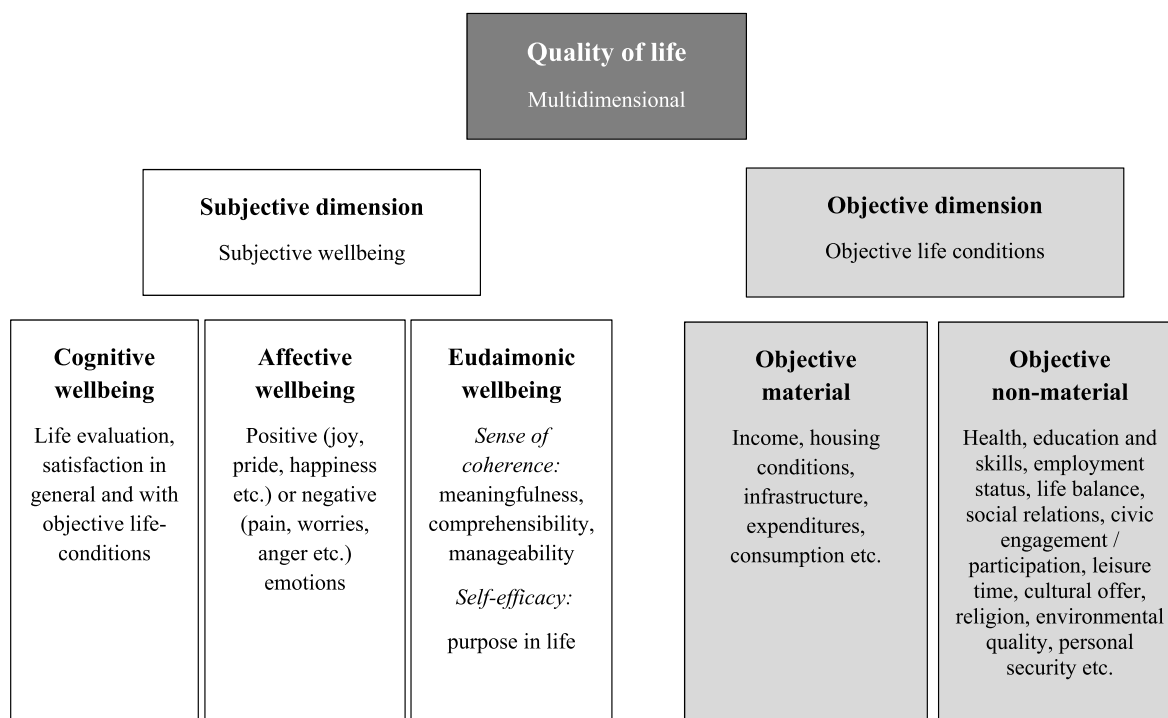 Quality of life
Multidimensional
Subjective dimension
Subjective wellbeing
Objective dimension
Objective life conditions
Cognitive
wellbeing
Life evaluation,
satisfaction in
general and with
objective life-
conditions
Affective
wellbeing
Positive (joy,
pride, happiness
etc.) or negative
(pain, worries,
anger etc.)
emotions
Eudaimonic
wellbeing
Sense of
coherence:
meaningfulness,
comprehensibility,
manageability
Self-efficacy:
purpose in life
Objective
material
Income, housing
conditions,
infrastructure,
expenditures,
consumption etc.
Objective
non-material
Health, education and
skills, employment
status, life balance,
social relations, civic
engagement /
participation, leisure
time, cultural offer,
religion, environmental
quality, personal
security etc.